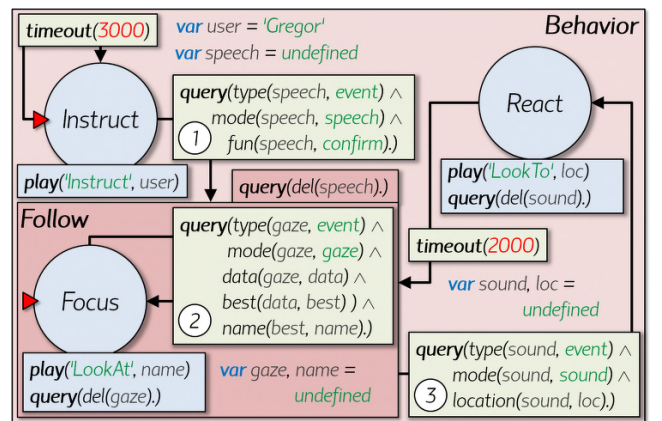 timeout(3000)
var user = 'Gregor'
var speech = undefined
Behavior
Instruct
query(type(speech, event) ∧
mode(speech, speech) ∧
fun(speech, confirm).)
1
play('Instruct', user)
React
play('LookTo', loc)
query(del(sound).)
query(del(speech).)
Follow
Focus
query(type(gaze, event) ∧
mode(gaze, gaze) ∧
data(gaze, data) ∧
best(data, best) ) ∧
name(best, name).)
2
timeout(2000)
var sound, loc =
undefined
play('LookAt', name)
query(del(gaze).)
var gaze, name =
undefined
query(type(sound, event) ∧
mode(sound, sound) ∧
location(sound, loc).)
3